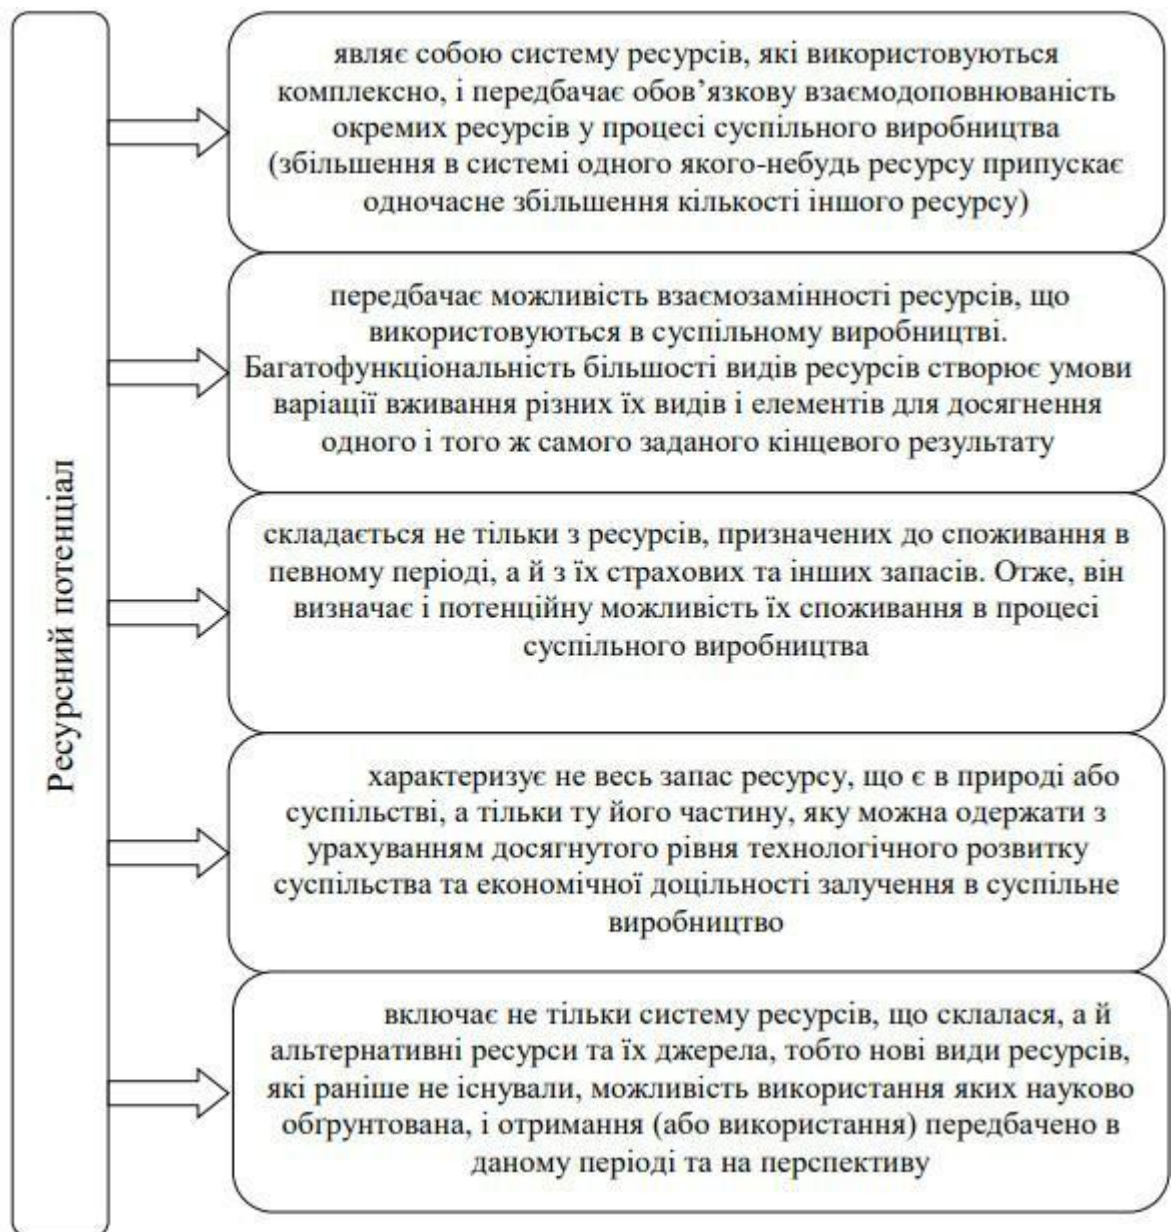 Ресурсний потенціал
являє собою систему ресурсів, які використовуються
комплексно, і передбачає обов’язкову взаємодоповнюваність
окремих ресурсів у процесі суспільного виробництва
(збільшення в системі одного якого-небудь ресурсу припускає
одночасне збільшення кількості іншого ресурсу)
передбачає можливість взаємозамінності ресурсів, що
використовуються в суспільному виробництві.
Багатофункціональність більшості видів ресурсів створює умови
варіації вживання різних їх видів і елементів для досягнення
одного і того ж самого заданого кінцевого результату
складається не тільки з ресурсів, призначених до споживання в
певному періоді, а й з їх страхових та інших запасів. Отже, він
визначає і потенційну можливість їх споживання в процесі
суспільного виробництва
характеризує не весь запас ресурсу, що є в природі або
суспільстві, а тільки ту його частину, яку можна одержати з
урахуванням досягнутого рівня технологічного розвитку
суспільства та економічної доцільності залучення в суспільне
виробництво
включає не тільки систему ресурсів, що склалася, а й
альтернативні ресурси та їх джерела, тобто нові види ресурсів,
які раніше не існували, можливість використання яких науково
обґрунтована, і отримання (або використання) передбачено в
даному періоді та на перспективу